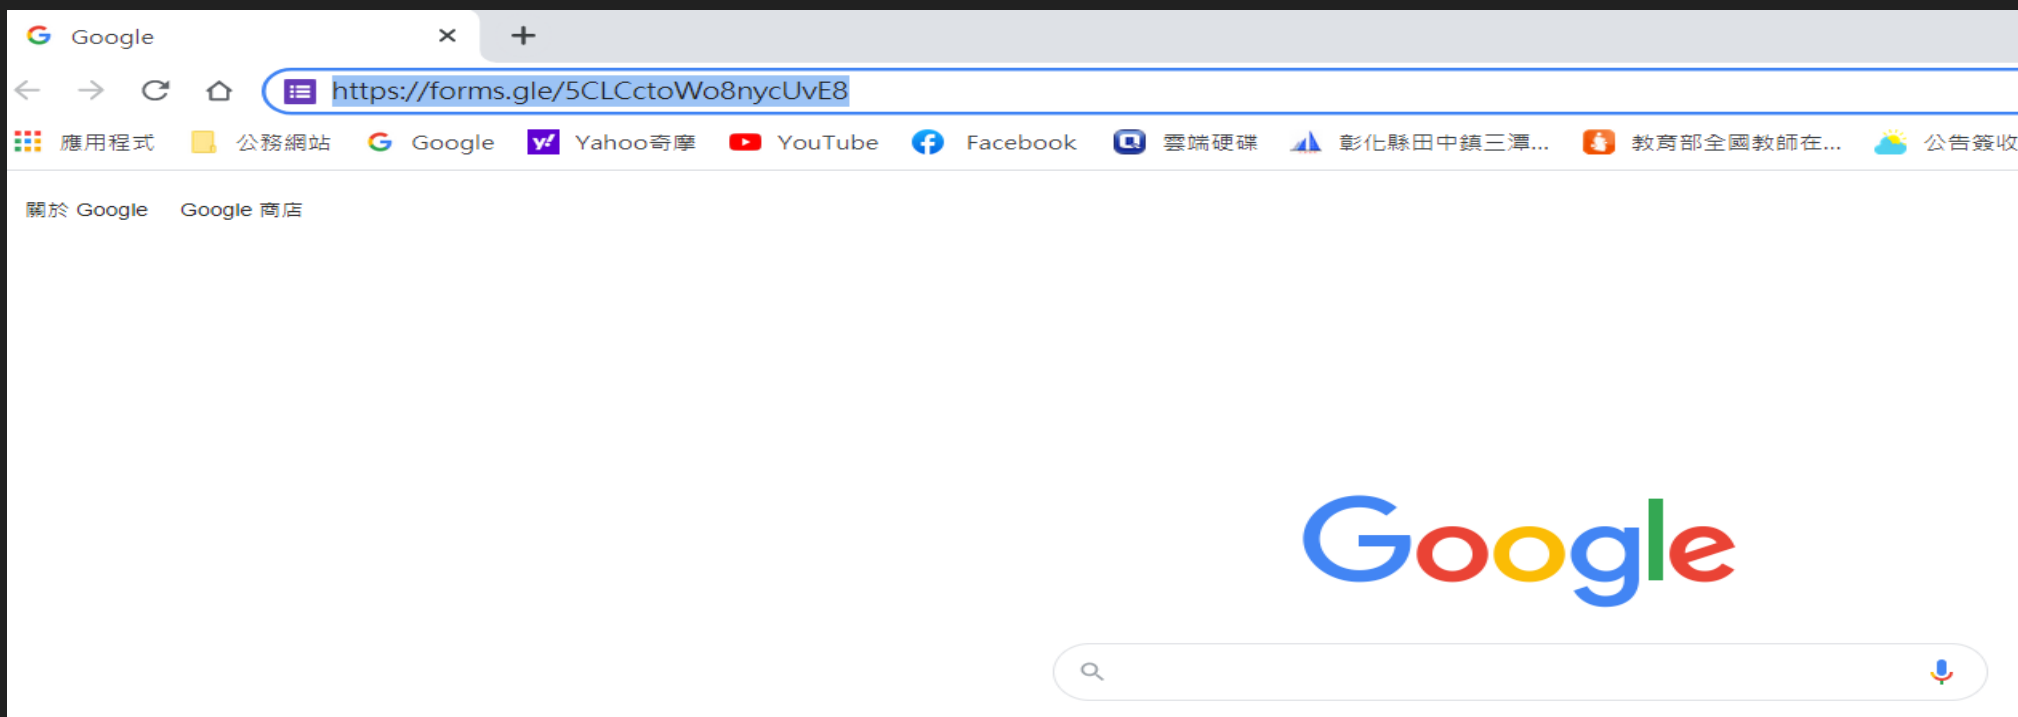 Google
https://forms.gle/5CLCctoWo8nycUvE8
應用程式 公務網站 Google Yahoo奇摩 YouTube Facebook 雲端硬碟 彰化縣田中鎮三潭... 教育部全國教師在... 公告簽收
關於 Google Google 商店
Google